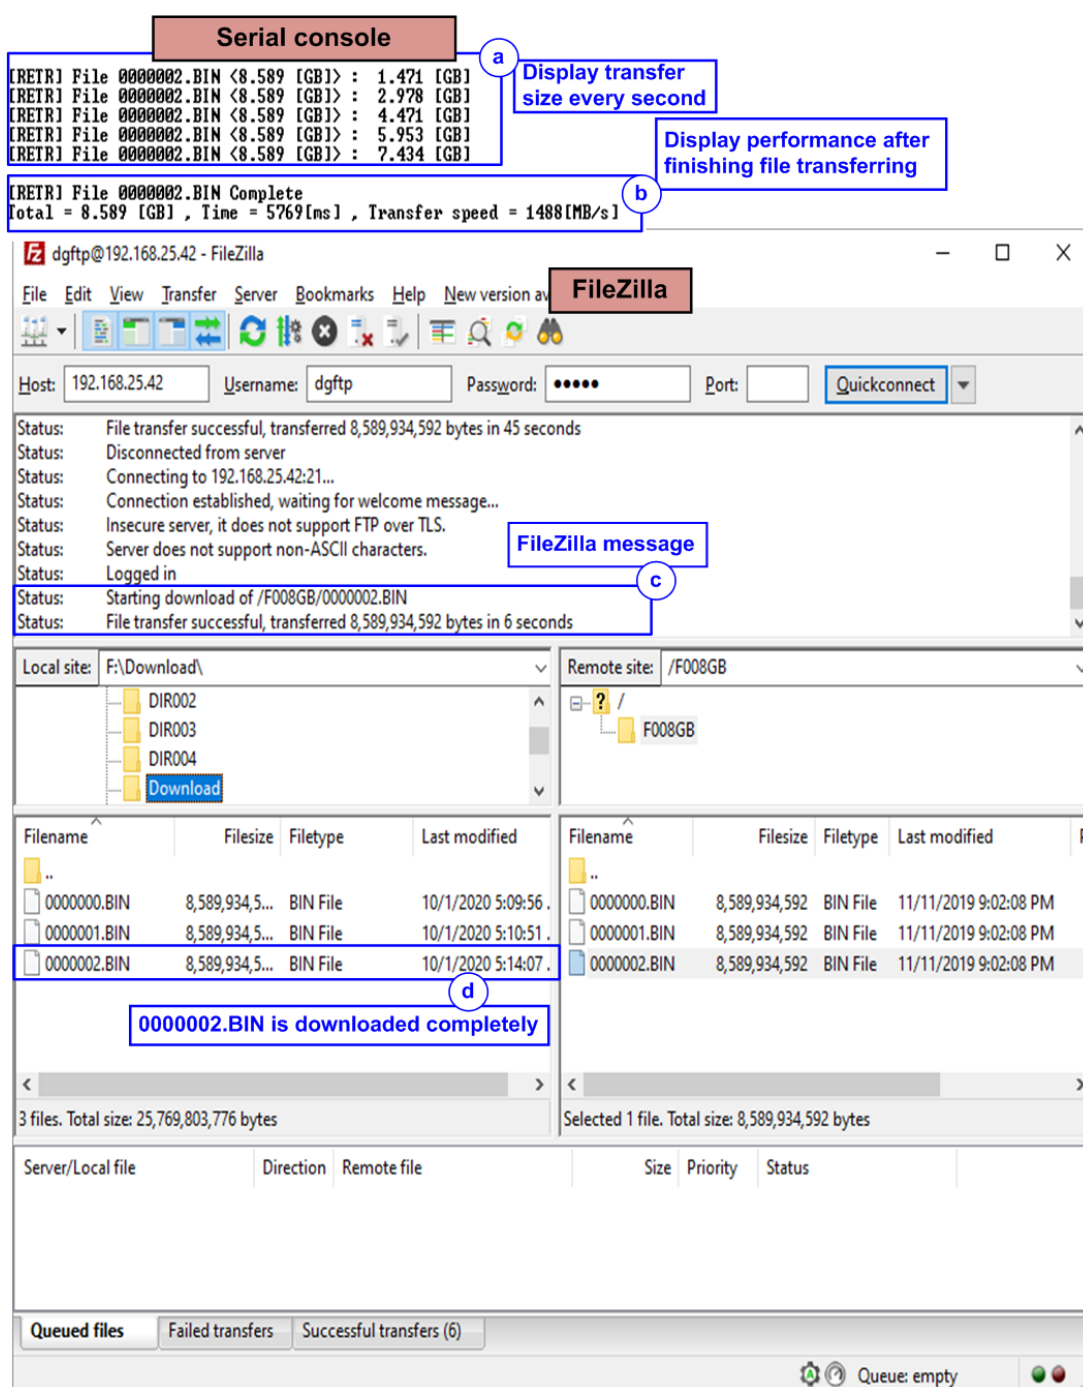 Serial console
a
[RETR] File 0000002.BIN <8.589 [GB]> : 1.471 [GB]
[RETR] File 0000002.BIN <8.589 [GB]> : 2.978 [GB]
[RETR] File 0000002.BIN <8.589 [GB]> : 4.471 [GB]
[RETR] File 0000002.BIN <8.589 [GB]> : 5.953 [GB]
[RETR] File 0000002.BIN <8.589 [GB]> : 7.434 [GB]
Display transfer
size every second
Display performance after
finishing file transferring
b
[RETR] File 0000002.BIN Complete
Total = 8.589 [GB] , Time = 5769[ms] , Transfer speed = 1488[MB/s]
Fz dgftp@192.168.25.42 - FileZilla
File Edit View Transfer Server Bookmarks Help New version av
FileZilla
Host: 192.168.25.42 Username: dgftp Password: ••••• Port: Quickconnect
Status: File transfer successful, transferred 8,589,934,592 bytes in 45 seconds
Status: Disconnected from server
Status: Connecting to 192.168.25.42:21...
Status: Connection established, waiting for welcome message...
Status: Insecure server, it does not support FTP over TLS.
Status: Server does not support non-ASCII characters.
Status: Logged in
FileZilla message
c
Status: Starting download of /F008GB/0000002.BIN
Status: File transfer successful, transferred 8,589,934,592 bytes in 6 seconds
Local site: F:\Download\
DIR002
DIR003
DIR004
Download
Remote site: /F008GB
? /
F008GB
Filename Filesize Filetype Last modified
..
0000000.BIN 8,589,934,5... BIN File 10/1/2020 5:09:56 .
0000001.BIN 8,589,934,5... BIN File 10/1/2020 5:10:51 .
0000002.BIN 8,589,934,5... BIN File 10/1/2020 5:14:07 .
d
0000002.BIN is downloaded completely
3 files. Total size: 25,769,803,776 bytes
Filename Filesize Filetype Last modified
..
0000000.BIN 8,589,934,592 BIN File 11/11/2019 9:02:08 PM
0000001.BIN 8,589,934,592 BIN File 11/11/2019 9:02:08 PM
0000002.BIN 8,589,934,592 BIN File 11/11/2019 9:02:08 PM
Selected 1 file. Total size: 8,589,934,592 bytes
Server/Local file Direction Remote file Size Priority Status
Queued files Failed transfers Successful transfers (6)
Queue: empty